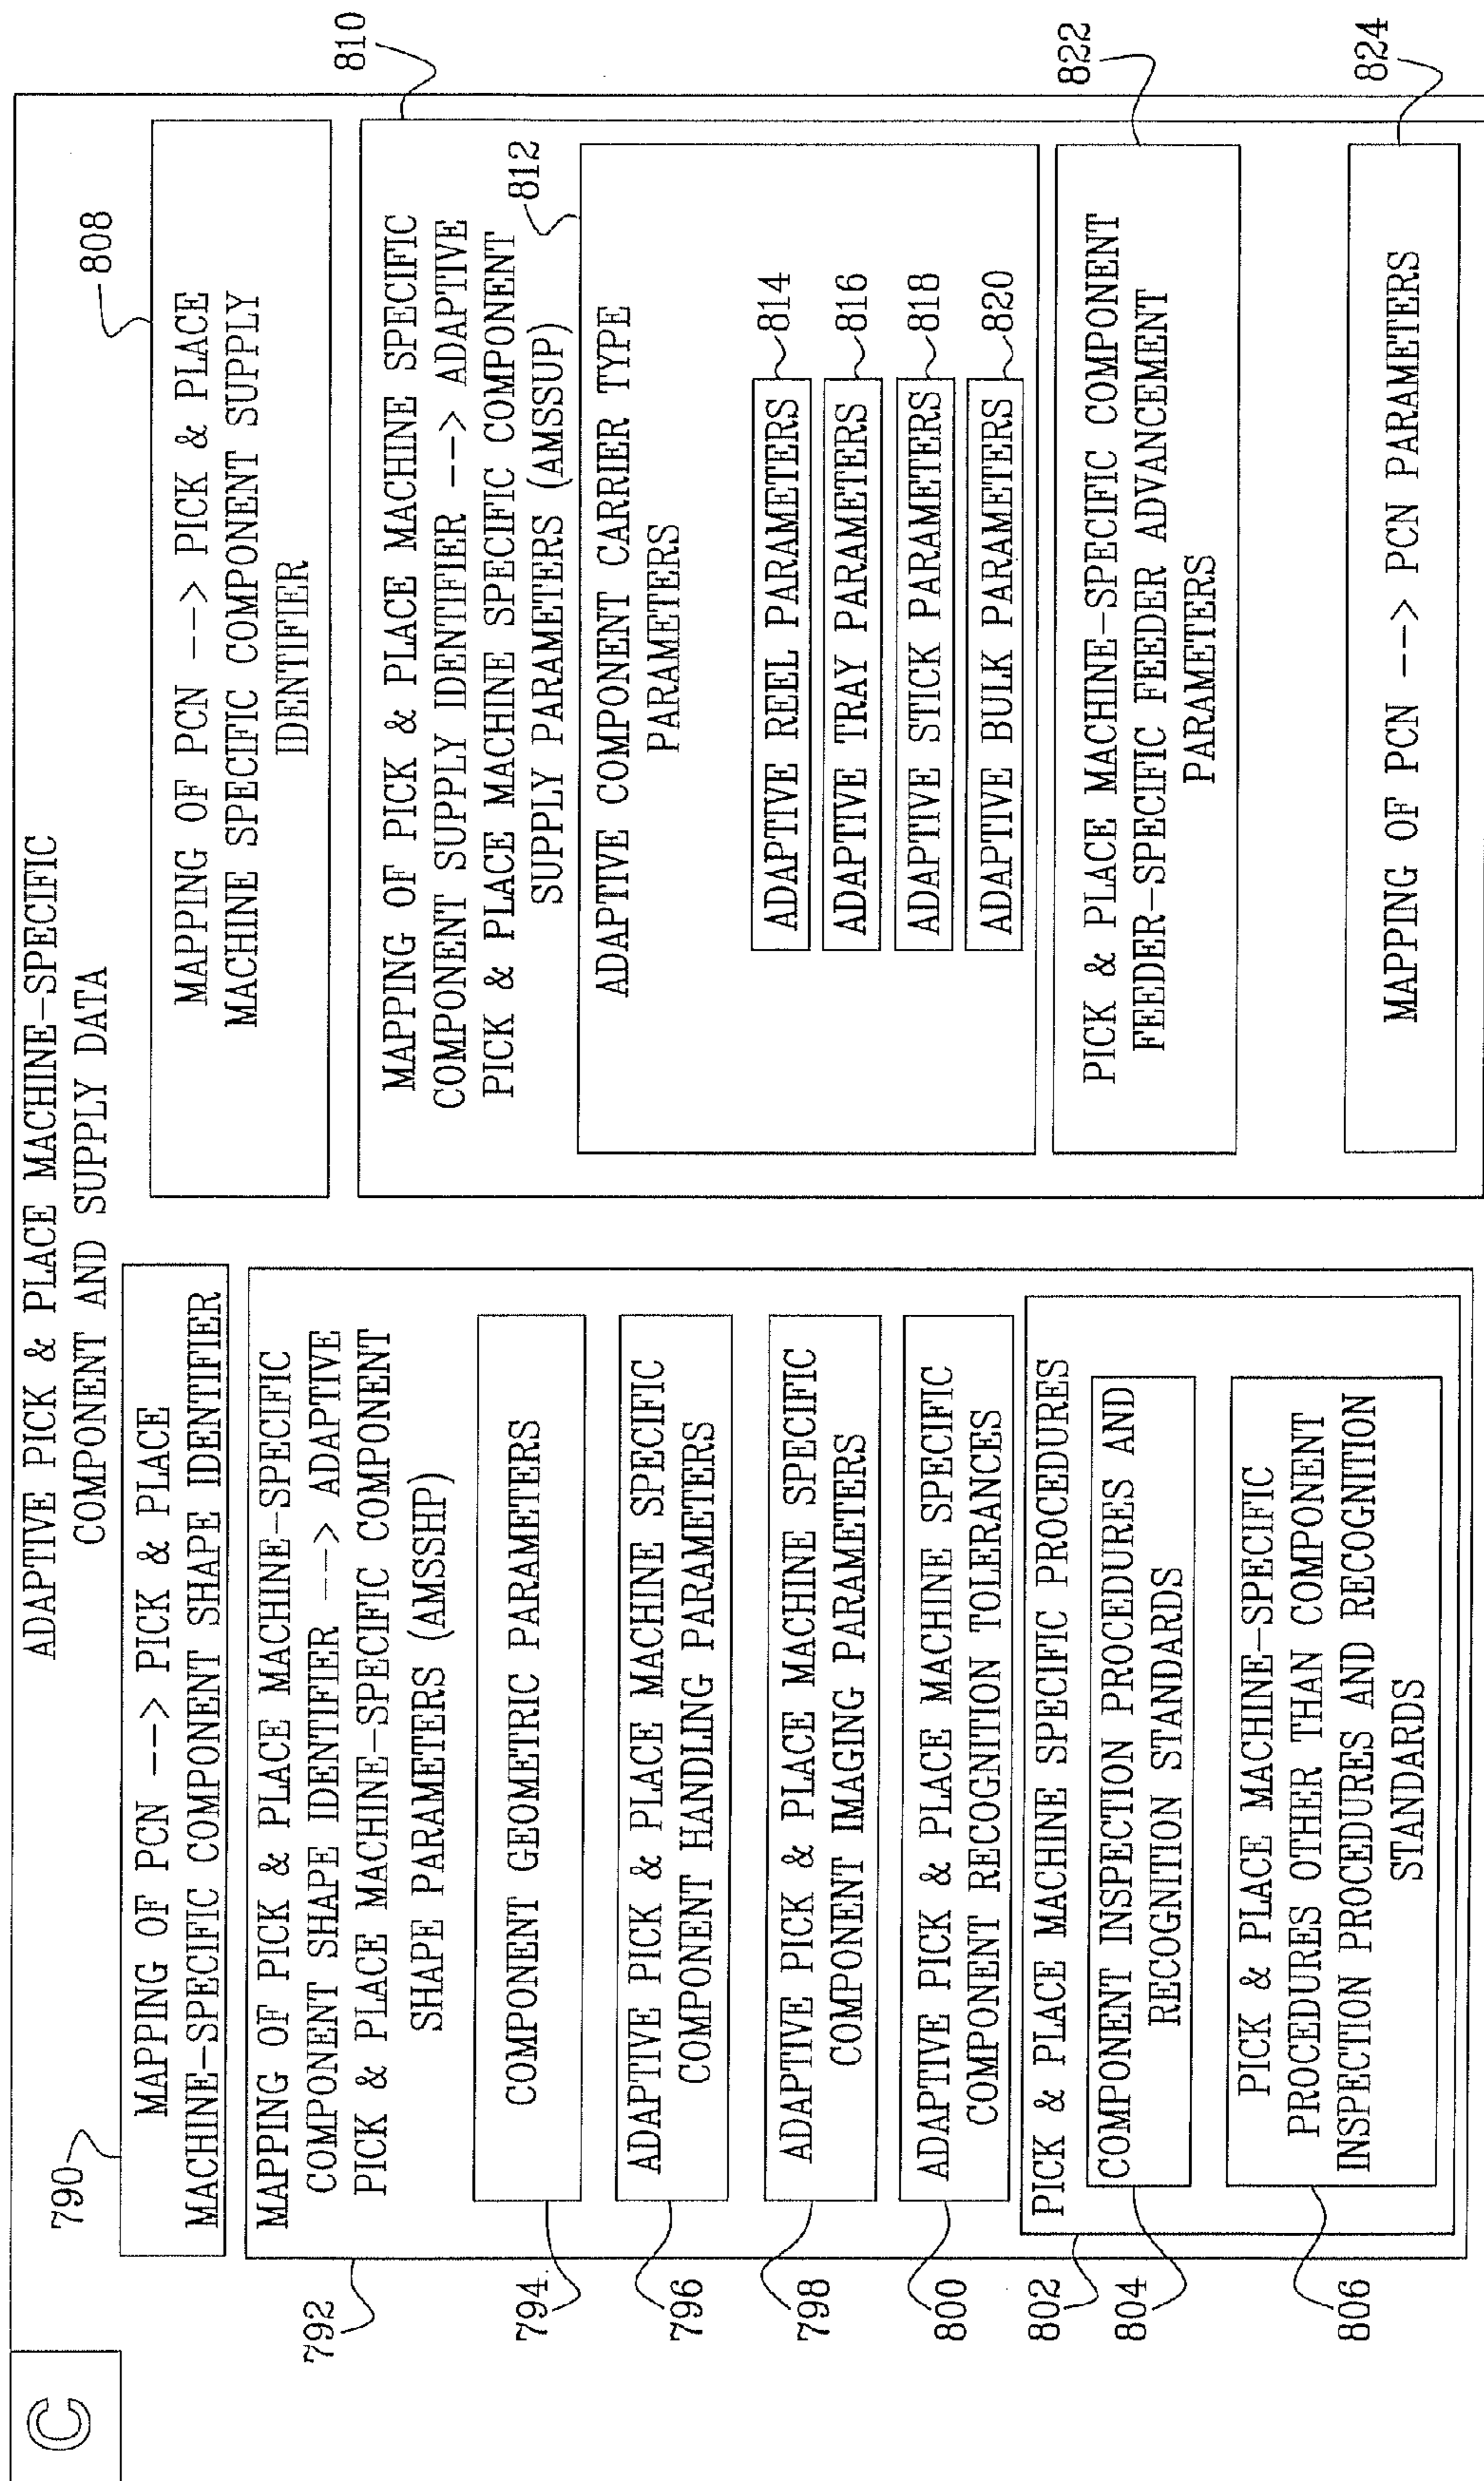 C
ADAPTIVE PICK & PLACE MACHINE-SPECIFIC
COMPONENT AND SUPPLY DATA
790
MAPPING OF PCN --> PICK & PLACE
MACHINE-SPECIFIC COMPONENT SHAPE IDENTIFIER
792
MAPPING OF PICK & PLACE MACHINE-SPECIFIC
COMPONENT SHAPE IDENTIFIER --> ADAPTIVE
PICK & PLACE MACHINE-SPECIFIC COMPONENT
SHAPE PARAMETERS (AMSSHP)
794
COMPONENT GEOMETRIC PARAMETERS
796
ADAPTIVE PICK & PLACE MACHINE SPECIFIC
COMPONENT HANDLING PARAMETERS
798
ADAPTIVE PICK & PLACE MACHINE SPECIFIC
COMPONENT IMAGING PARAMETERS
800
ADAPTIVE PICK & PLACE MACHINE SPECIFIC
COMPONENT RECOGNITION TOLERANCES
802
PICK & PLACE MACHINE SPECIFIC PROCEDURES
804
COMPONENT INSPECTION PROCEDURES AND
RECOGNITION STANDARDS
806
PICK & PLACE MACHINE-SPECIFIC
PROCEDURES OTHER THAN COMPONENT
INSPECTION PROCEDURES AND RECOGNITION
STANDARDS
808
MAPPING OF PCN --> PICK & PLACE
MACHINE SPECIFIC COMPONENT SUPPLY
IDENTIFIER
810
MAPPING OF PICK & PLACE MACHINE SPECIFIC
COMPONENT SUPPLY IDENTIFIER --> ADAPTIVE
PICK & PLACE MACHINE SPECIFIC COMPONENT
SUPPLY PARAMETERS (AMSSUP)
812
ADAPTIVE COMPONENT CARRIER TYPE
PARAMETERS
ADAPTIVE REEL PARAMETERS 814
ADAPTIVE TRAY PARAMETERS 816
ADAPTIVE STICK PARAMETERS 818
ADAPTIVE BULK PARAMETERS 820
822
PICK & PLACE MACHINE-SPECIFIC COMPONENT
FEEDER-SPECIFIC FEEDER ADVANCEMENT
PARAMETERS
824
MAPPING OF PCN --> PCN PARAMETERS